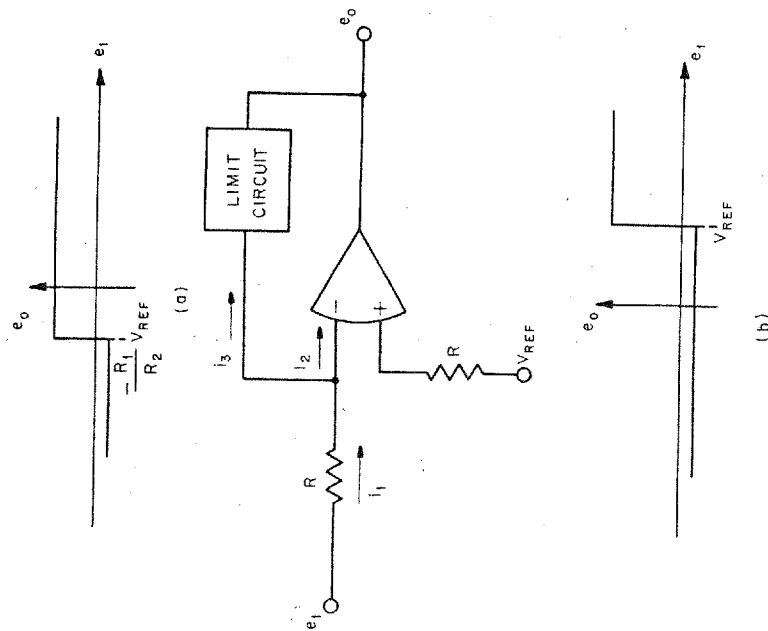 e₀
e₁
−R₁/R₂ V_REF
(a)
LIMIT
CIRCUIT
i₃
i₂
−
+
e₀
R
i₁
e₁
R
V_REF
e₀
e₁
V_REF
(b)